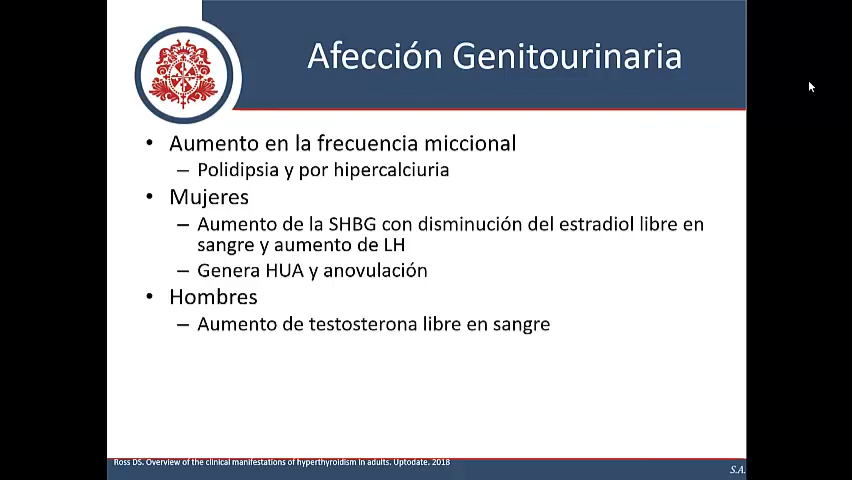 Afección Genitourinaria
• Aumento en la frecuencia miccional
– Polidipsia y por hipercalciuria
• Mujeres
– Aumento de la SHBG con disminución del estradiol libre en
sangre y aumento de LH
– Genera HUA y anovulación
• Hombres
– Aumento de testosterona libre en sangre
Ross DS. Overview of the clinical manifestations of hyperthyroidism in adults. Uptodate. 2018
S.A.